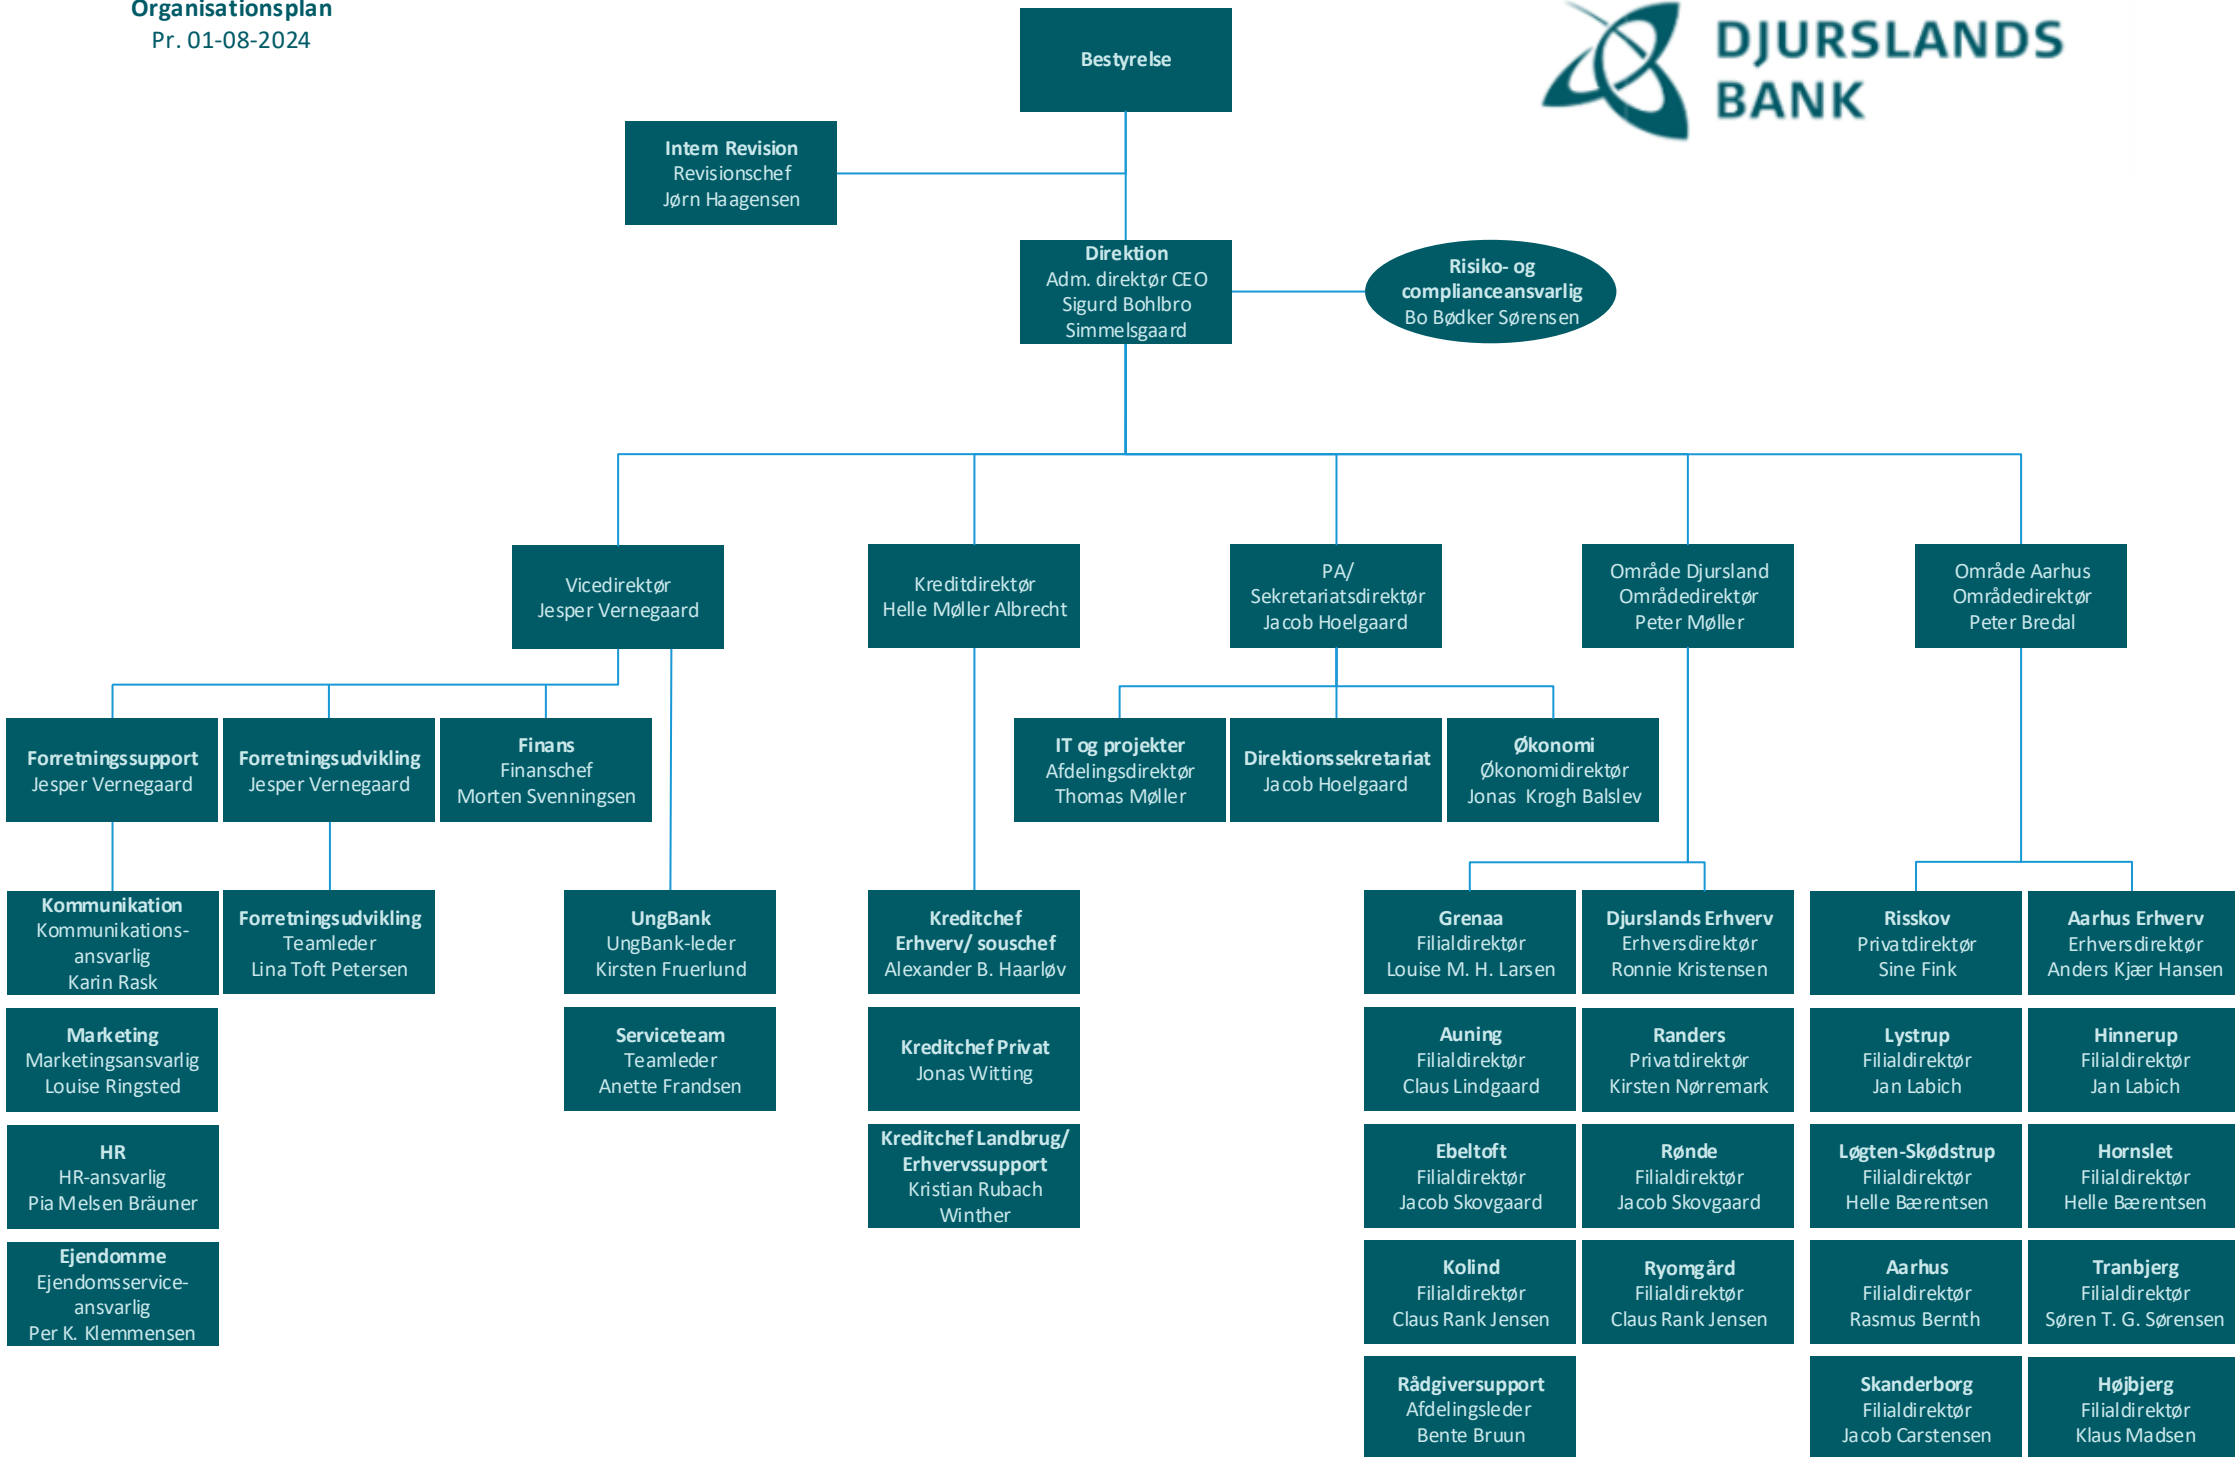 Organisationsplan
Pr. 01-08-2024
DJURSLANDS
BANK
Bestyrelse
Intern Revision
Revisionschef
Jørn Haagensen
Direktion
Adm. direktør CEO
Sigurd Bohlbro
Simmelsgaard
Risiko- og
complianceansvarlig
Bo Bødker Sørensen
Vicedirektør
Jesper Vernegaard
Kreditdirektør
Helle Møller Albrecht
PA/
Sekretariatsdirektør
Jacob Hoelgaard
Område Djursland
Områdedirektør
Peter Møller
Område Aarhus
Områdedirektør
Peter Bredal
Forretningssupport
Jesper Vernegaard
Forretningsudvikling
Jesper Vernegaard
Finans
Finanschef
Morten Svenningsen
IT og projekter
Afdelingsdirektør
Thomas Møller
Direktionssekretariat
Jacob Hoelgaard
Økonomi
Økonomidirektør
Jonas Krogh Balslev
Kommunikation
Kommunikations-
ansvarlig
Karin Rask
Forretningsudvikling
Teamleder
Lina Toft Petersen
UngBank
UngBank-leder
Kirsten Fruerlund
Kreditchef
Erhverv/ souschef
Alexander B. Haarløv
Grenaa
Filialdirektør
Louise M. H. Larsen
Djurslands Erhverv
Erhversdirektør
Ronnie Kristensen
Risskov
Privatdirektør
Sine Fink
Aarhus Erhverv
Erhversdirektør
Anders Kjær Hansen
Marketing
Marketingsansvarlig
Louise Ringsted
Serviceteam
Teamleder
Anette Frandsen
Kreditchef Privat
Jonas Witting
Auning
Filialdirektør
Claus Lindgaard
Randers
Privatdirektør
Kirsten Nørremark
Lystrup
Filialdirektør
Jan Labich
Hinnerup
Filialdirektør
Jan Labich
HR
HR-ansvarlig
Pia Melsen Bräuner
Kreditchef Landbrug/
Erhvervssupport
Kristian Rubach
Winther
Ebeltoft
Filialdirektør
Jacob Skovgaard
Rønde
Filialdirektør
Jacob Skovgaard
Løgten-Skødstrup
Filialdirektør
Helle Bærentsen
Hornslet
Filialdirektør
Helle Bærentsen
Ejendomme
Ejendomsservice-
ansvarlig
Per K. Klemmensen
Kolind
Filialdirektør
Claus Rank Jensen
Ryomgård
Filialdirektør
Claus Rank Jensen
Aarhus
Filialdirektør
Rasmus Bernth
Tranbjerg
Filialdirektør
Søren T. G. Sørensen
Rådgiversupport
Afdelingsleder
Bente Bruun
Skanderborg
Filialdirektør
Jacob Carstensen
Højbjerg
Filialdirektør
Klaus Madsen